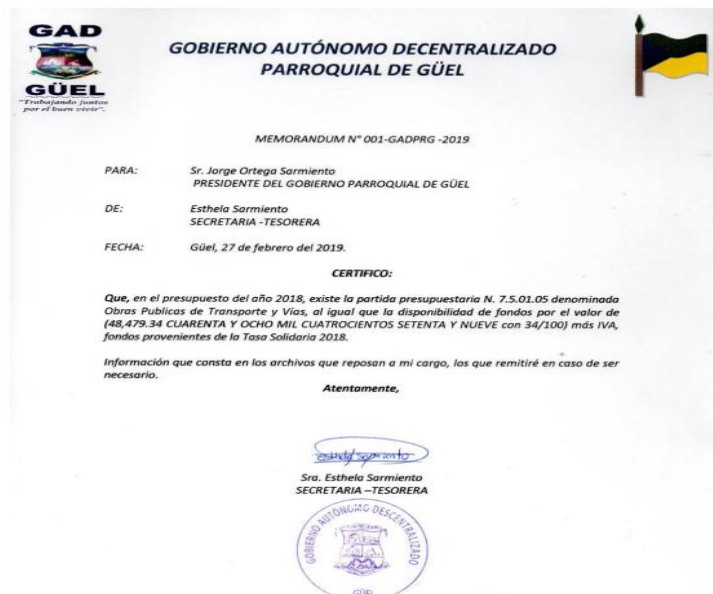 GAD
GÜEL
"Trabajando juntos
por el buen vivir".
GOBIERNO AUTÓNOMO DECENTRALIZADO
PARROQUIAL DE GÜEL
MEMORANDUM N° 001-GADPRG -2019
PARA: Sr. Jorge Ortega Sarmiento
PRESIDENTE DEL GOBIERNO PARROQUIAL DE GÜEL
DE: Esthela Sarmiento
SECRETARIA -TESORERA
FECHA: Güel, 27 de febrero del 2019.
CERTIFICO:
Que, en el presupuesto del año 2018, existe la partida presupuestaria N. 7.5.01.05 denominada
Obras Publicas de Transporte y Vías, al igual que la disponibilidad de fondos por el valor de
(48,479.34 CUARENTA Y OCHO MIL CUATROCIENTOS SETENTA Y NUEVE con 34/100) más IVA,
fondos provenientes de la Tasa Solidaria 2018.
Información que consta en los archivos que reposan a mi cargo, los que remitiré en caso de ser
necesario.
Atentamente,
esthela sarmiento
Sra. Esthela Sarmiento
SECRETARIA –TESORERA
GOBIERNO AUTÓNOMO DESCENTRALIZADO
GÜEL